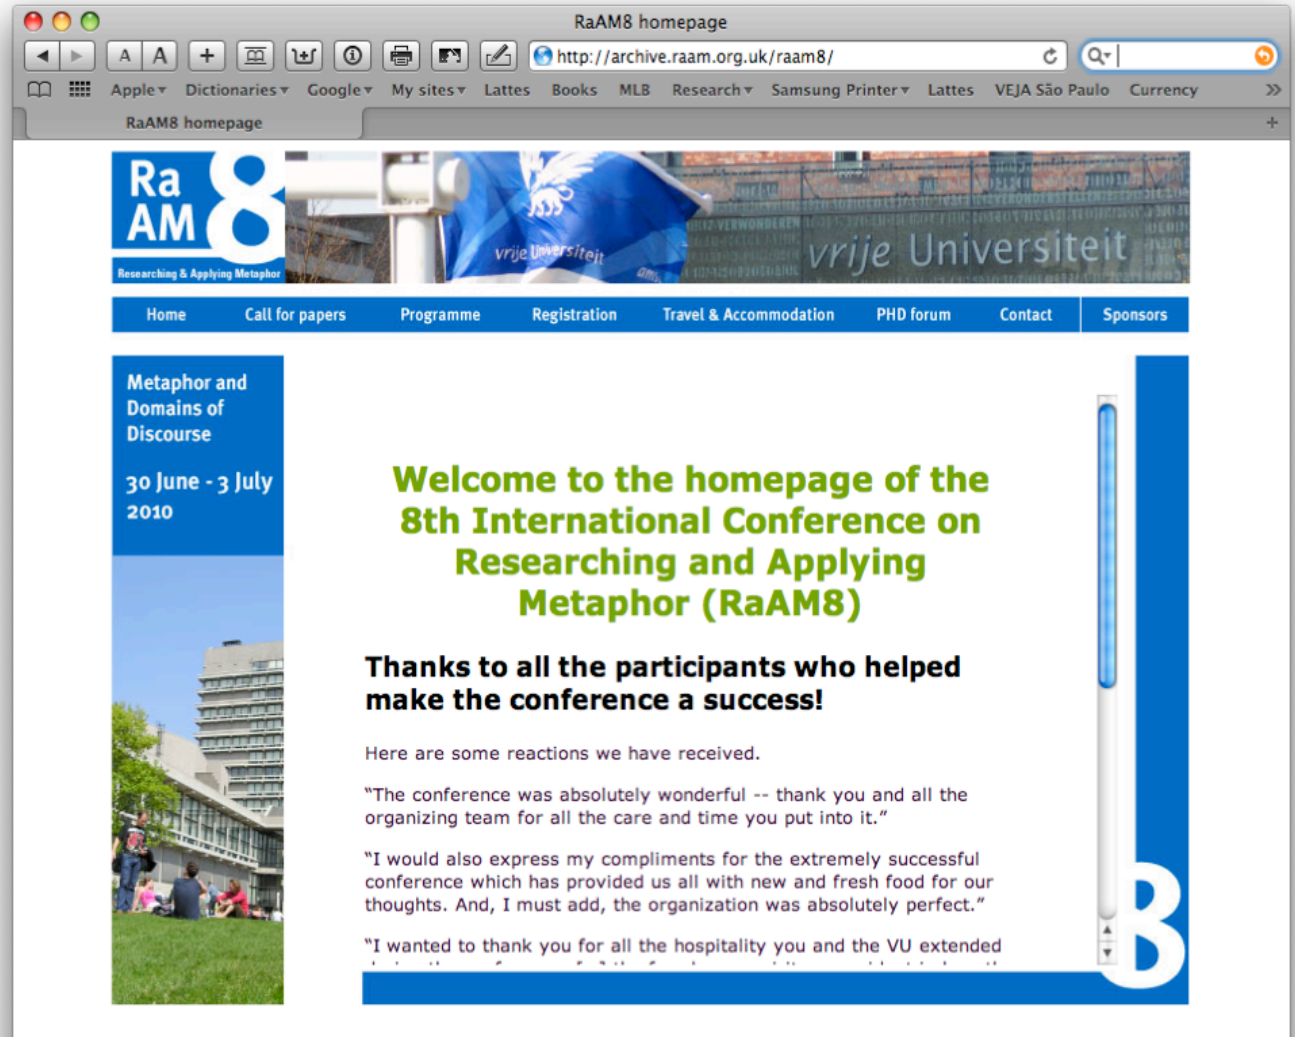 RaAM8 homepage
A A + http://archive.raam.org.uk/raam8/ Q
Apple Dictionaries Google My sites Lattes Books MLB Research Samsung Printer Lattes VEJA São Paulo Currency >>
RaAM8 homepage +
Ra
AM
8
Researching & Applying Metaphor
vrije Universiteit
ams
vrije Universiteit
VERWONDEREN
Home Call for papers Programme Registration Travel & Accommodation PHD forum Contact Sponsors
Metaphor and
Domains of
Discourse
30 June - 3 July
2010
Welcome to the homepage of the
8th International Conference on
Researching and Applying
Metaphor (RaAM8)
Thanks to all the participants who helped
make the conference a success!
Here are some reactions we have received.
“The conference was absolutely wonderful -- thank you and all the
organizing team for all the care and time you put into it.”
“I would also express my compliments for the extremely successful
conference which has provided us all with new and fresh food for our
thoughts. And, I must add, the organization was absolutely perfect.”
“I wanted to thank you for all the hospitality you and the VU extended
8